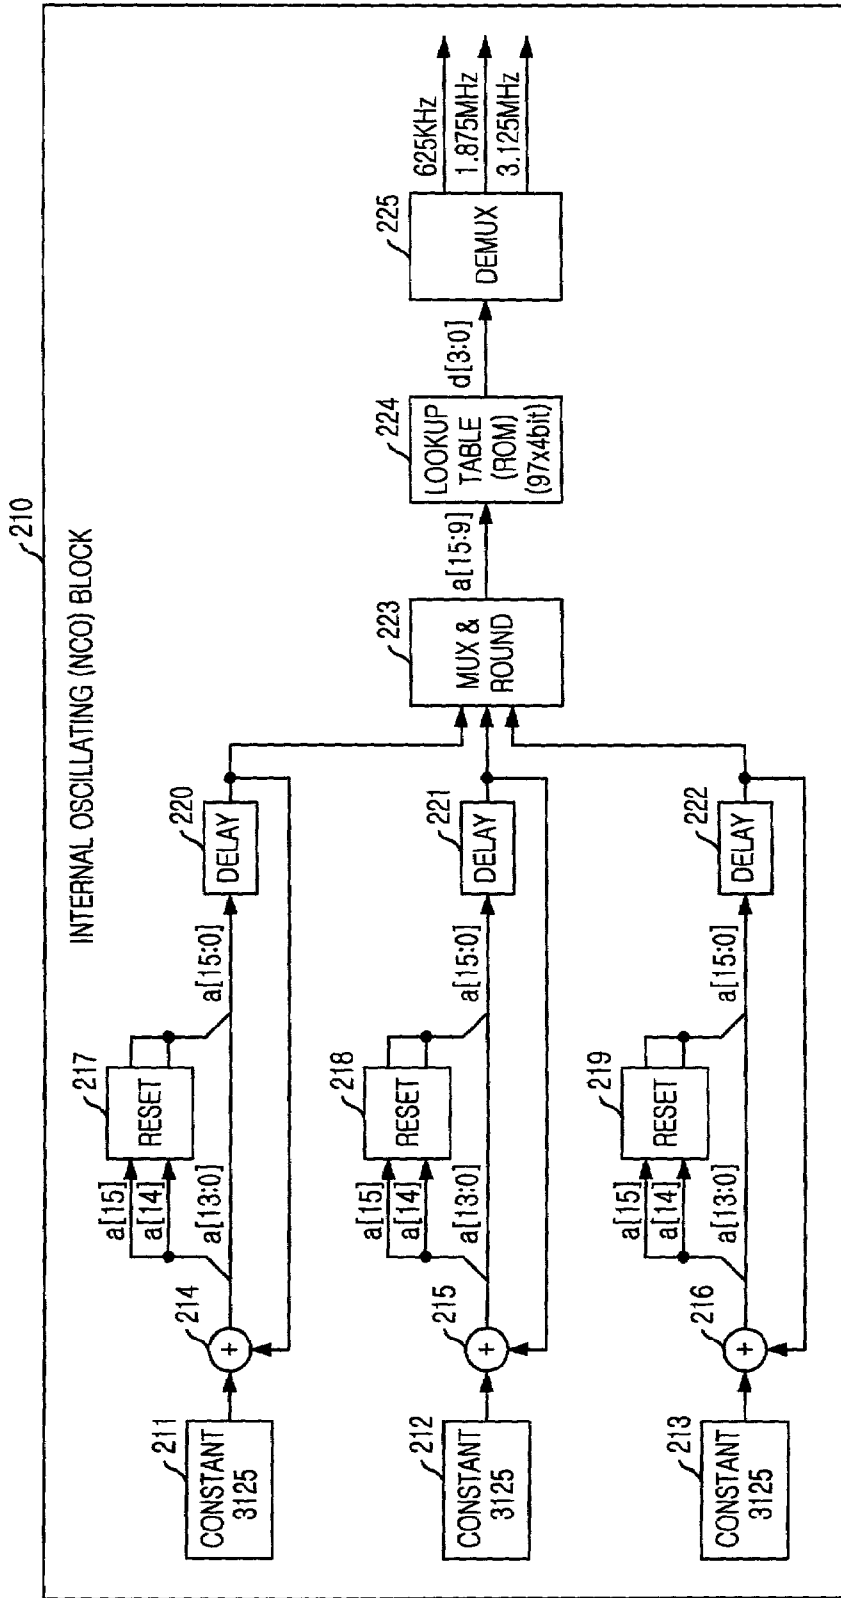 210
INTERNAL OSCILLATING (NCO) BLOCK
211
CONSTANT
3125
214
+
a[15]
a[14]
a[13:0]
217
RESET
a[15:0]
220
DELAY
212
CONSTANT
3125
215
+
a[15]
a[14]
a[13:0]
218
RESET
a[15:0]
221
DELAY
213
CONSTANT
3125
216
+
a[15]
a[14]
a[13:0]
219
RESET
a[15:0]
222
DELAY
223
MUX &
ROUND
a[15:9]
224
LOOKUP
TABLE
(ROM)
(97x4bit)
d[3:0]
225
DEMUX
625KHz
1.875MHz
3.125MHz